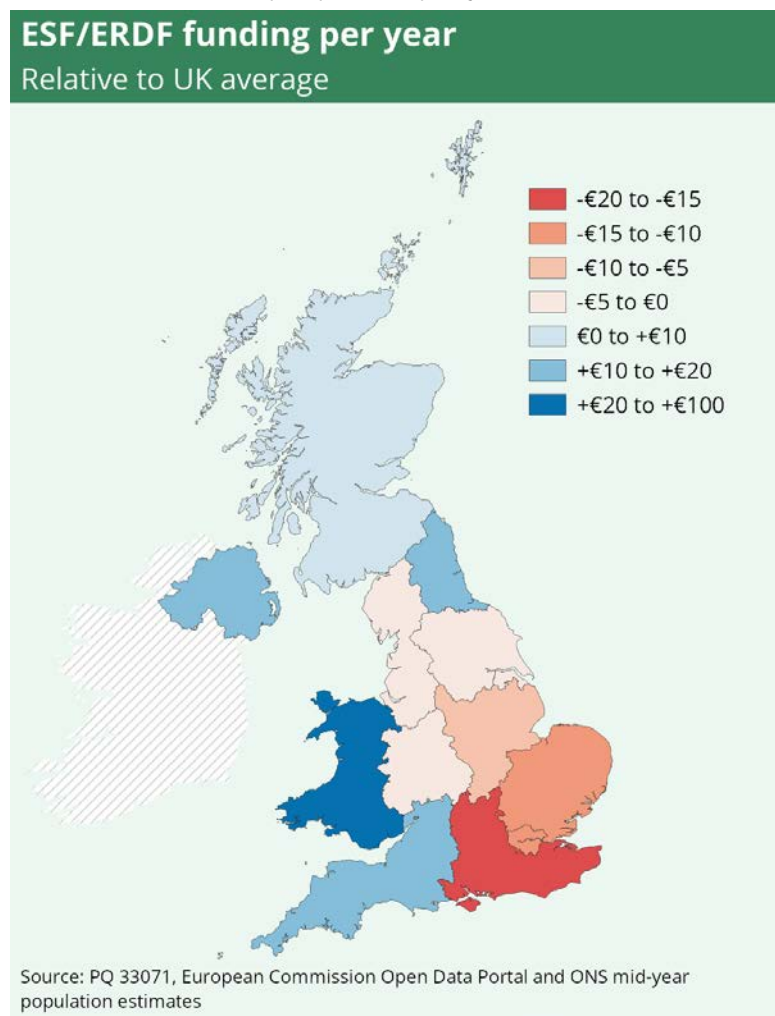 ESF/ERDF funding per year
Relative to UK average
-€20 to -€15
-€15 to -€10
-€10 to -€5
-€5 to €0
€0 to +€10
+€10 to +€20
+€20 to +€100
Source: PQ 33071, European Commission Open Data Portal and ONS mid-year
population estimates